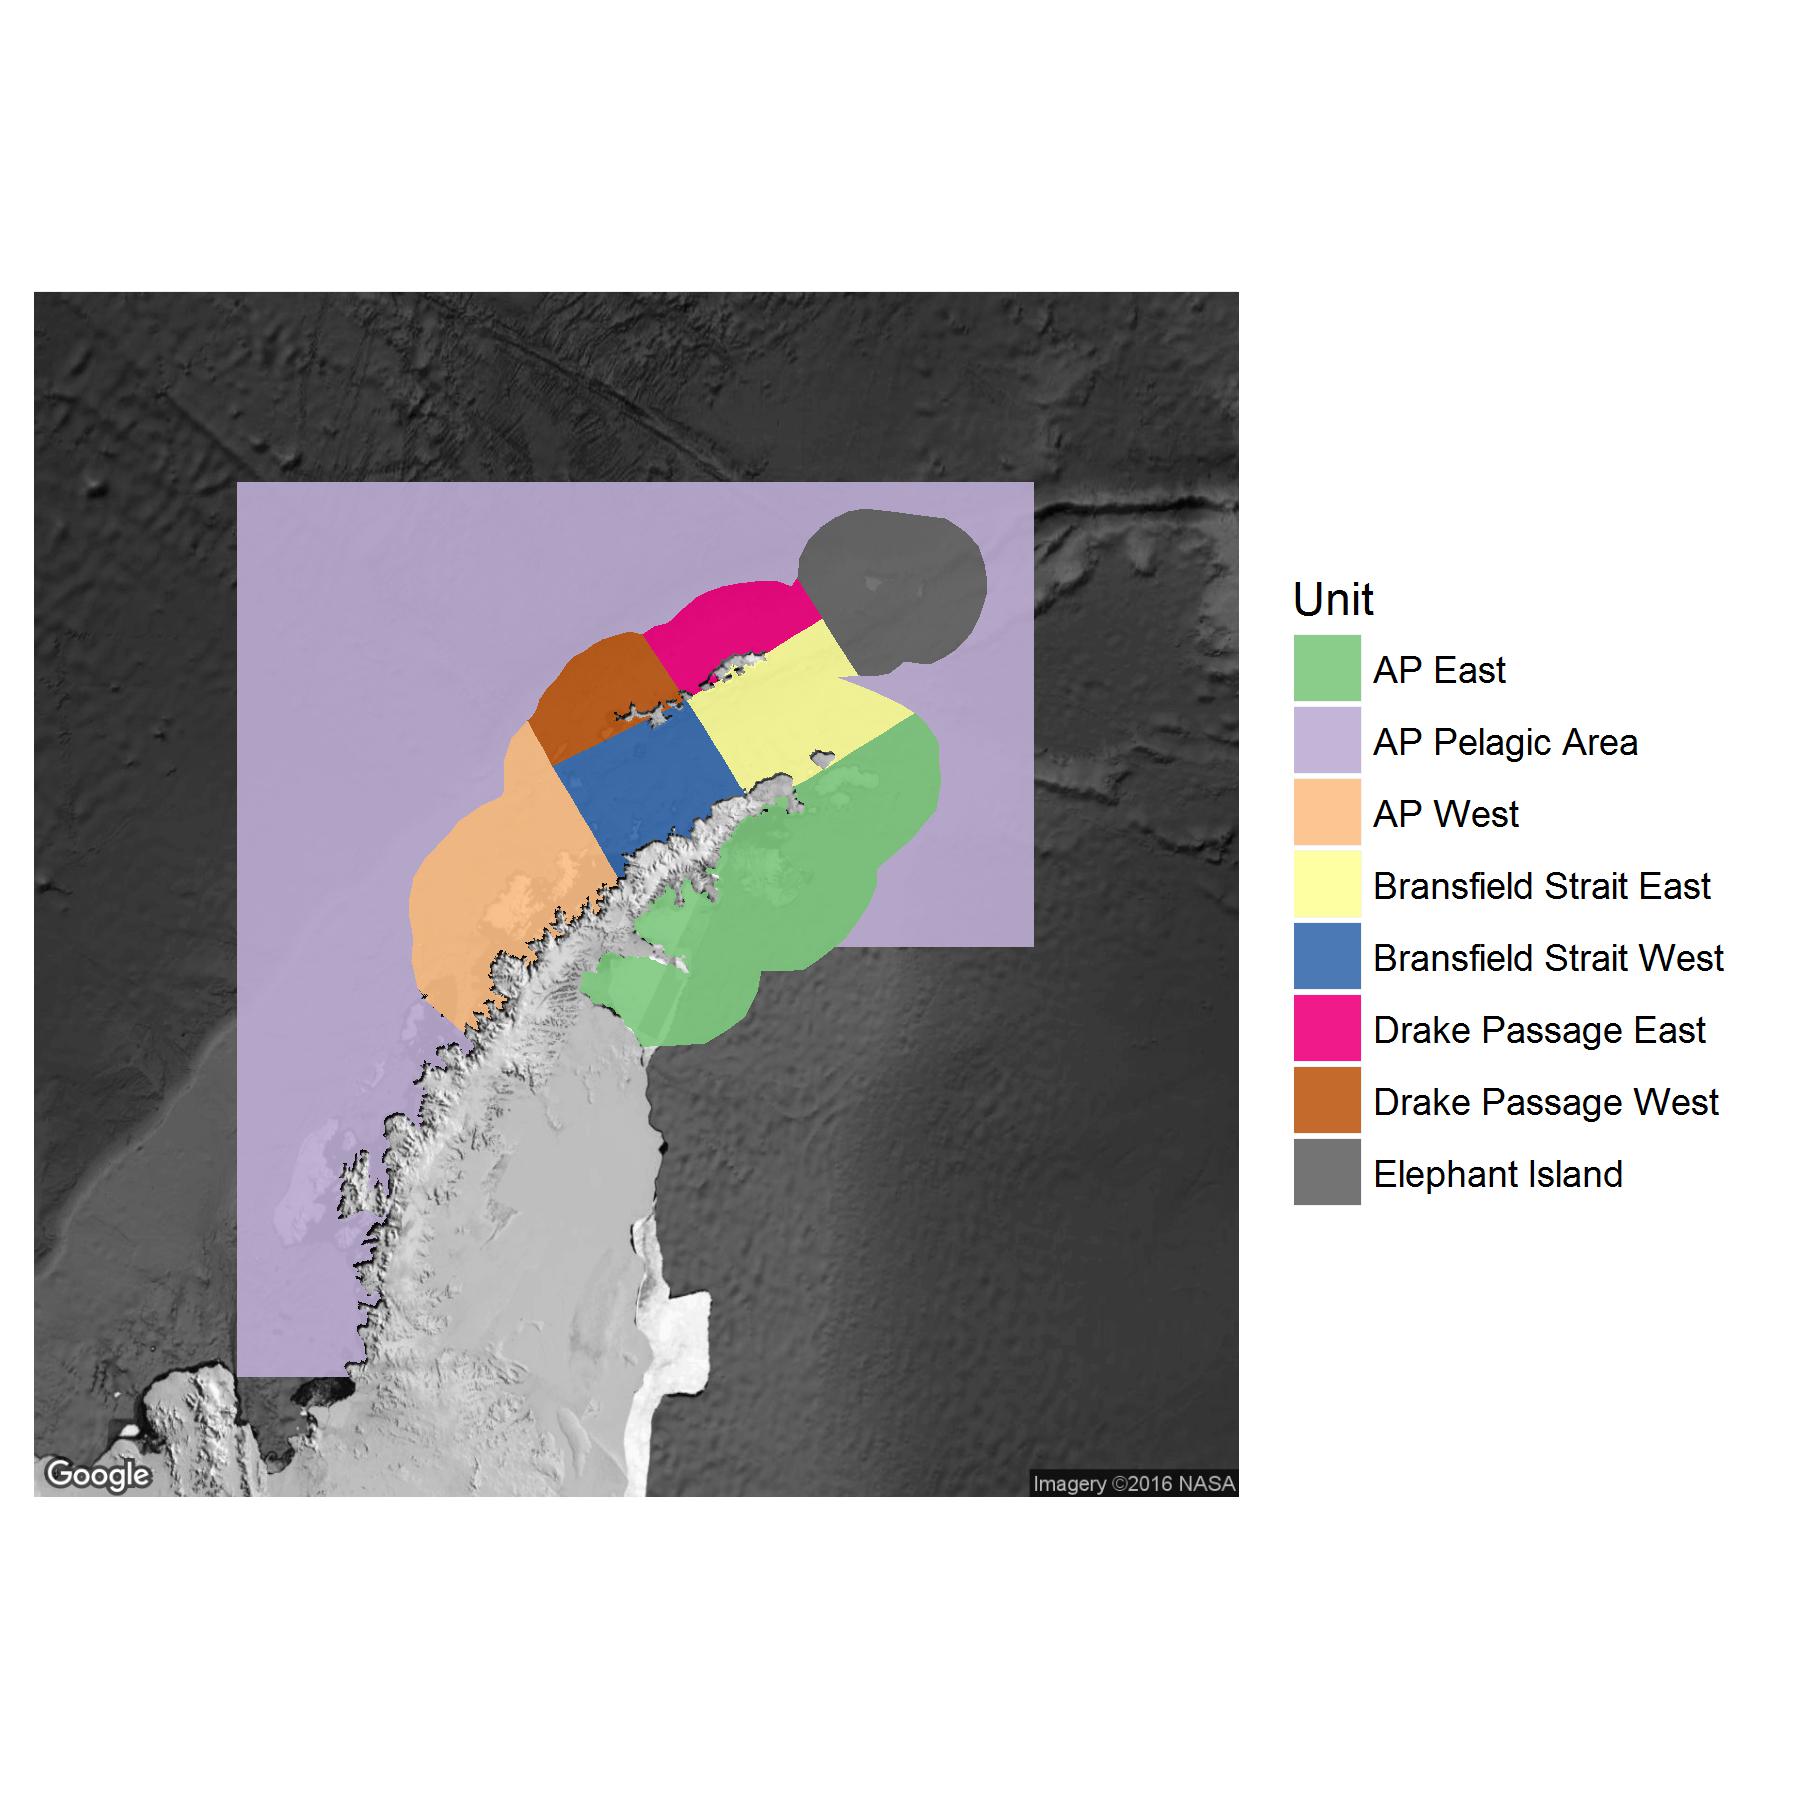 Unit
AP East
AP Pelagic Area
AP West
Bransfield Strait East
Bransfield Strait West
Drake Passage East
Drake Passage West
Elephant Island
Google
Imagery ©2016 NASA